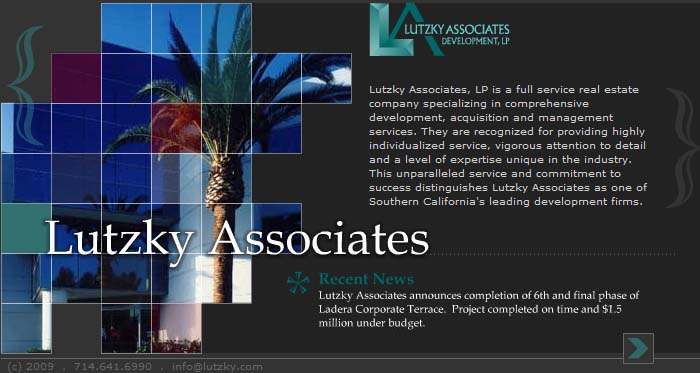 LUTZKY ASSOCIATES
DEVELOPMENT, LP
Lutzky Associates, LP is a full service real estate
company specializing in comprehensive
development, acquisition and management
services. They are recognized for providing highly
individualized service, vigorous attention to detail
and a level of expertise unique in the industry.
This unparalleled service and commitment to
success distinguishes Lutzky Associates as one of
Southern California's leading development firms.
Lutzky Associates
Recent News
Lutzky Associates announces completion of 6th and final phase of
Ladera Corporate Terrace. Project completed on time and $1.5
million under budget.
(c) 2009 . 714.641.6990 . info@lutzky.com